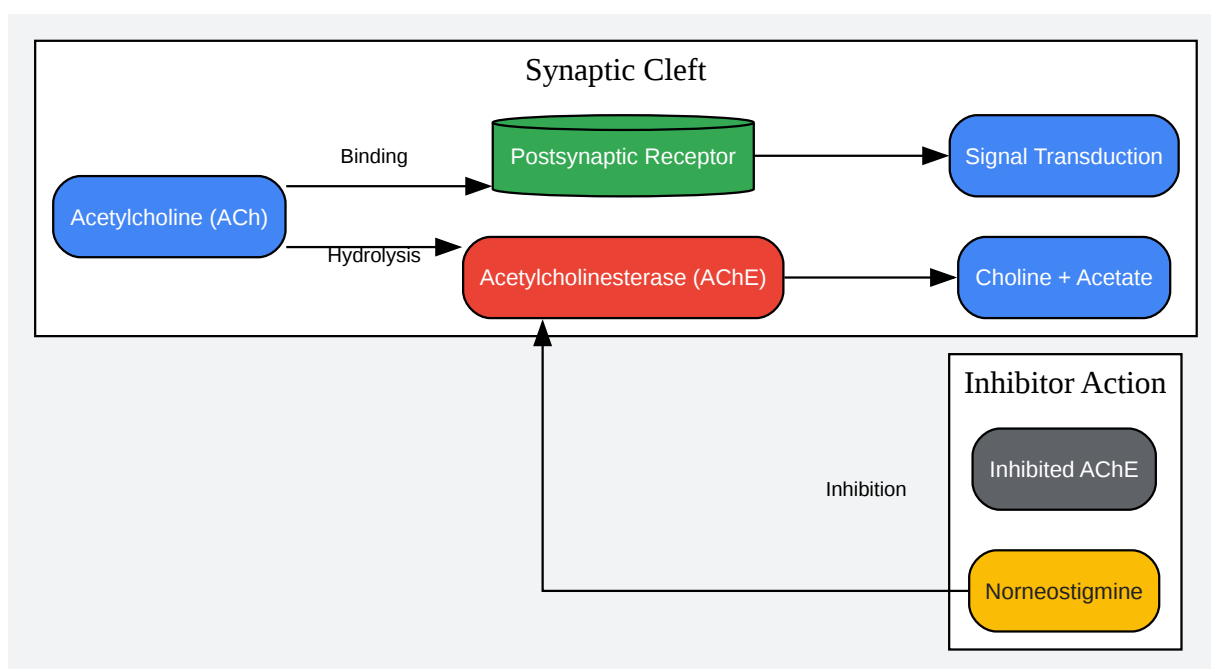 Synaptic Cleft
Binding
Postsynaptic Receptor
Signal Transduction
Acetylcholine (ACh)
Hydrolysis
Acetylcholinesterase (AChE)
Choline + Acetate
Inhibitor Action
Inhibited AChE
Inhibition
Norneostigmine